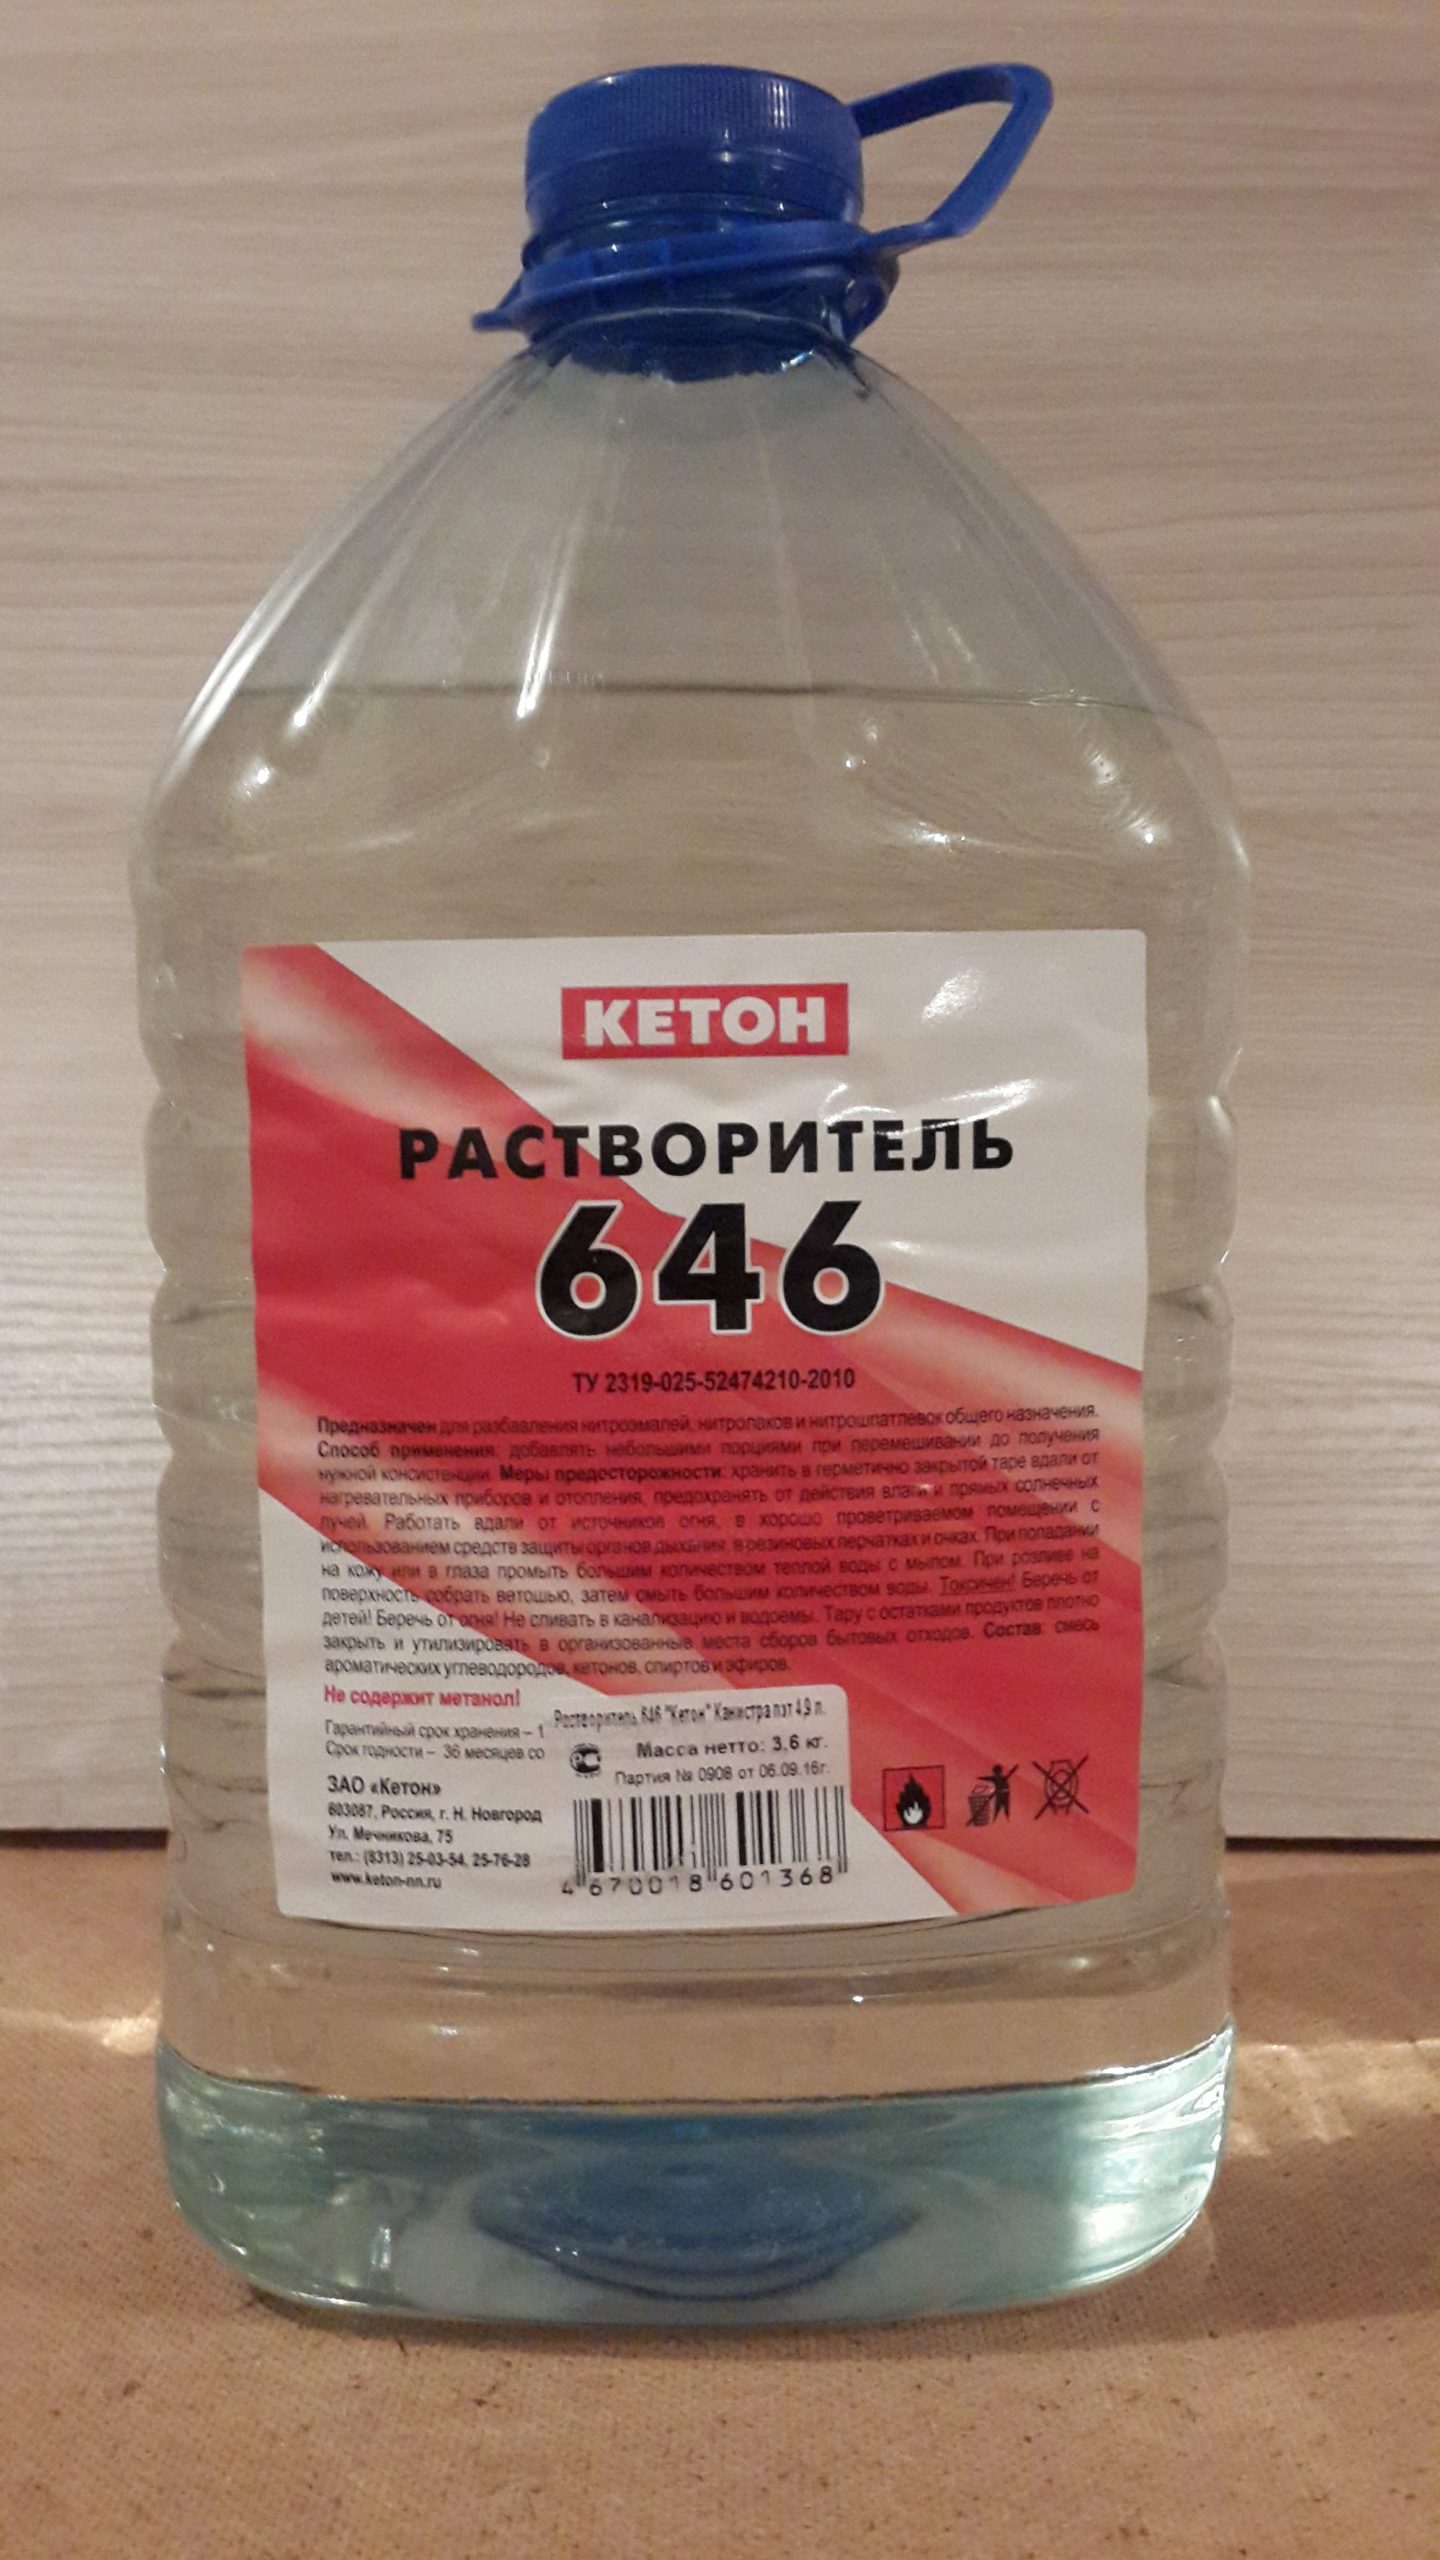 КЕТОН
РАСТВОРИТЕЛЬ
646
ТУ 2319-025-52474210-2010
Предназначен для разбавления нитроэмалей, нитролаков и нитрошпатлевок общего назначения.
Способ применения: добавлять небольшими порциями при перемешивании до получения
нужной консистенции. Меры предосторожности: хранить в герметично закрытой таре вдали от
нагревательных приборов и отопления, предохранять от действия влаги и прямых солнечных
лучей. Работать вдали от источников огня, в хорошо проветриваемом помещении с
использованием средств защиты органов дыхания, в резиновых перчатках и очках. При попадании
на кожу или в глаза промыть большим количеством теплой воды с мылом. При розливе на
поверхность собрать ветошью, затем смыть большим количеством воды. Токсичен! Беречь от
детей! Беречь от огня! Не сливать в канализацию и водоемы. Тару с остатками продуктов плотно
закрыть и утилизировать в организованные места сборов бытовых отходов. Состав: смесь
ароматических углеводородов, кетонов, спиртов и эфиров.
Не содержит метанол!
Гарантийный срок хранения – 1
Срок годности – 36 месяцев со
ЗАО «Кетон»
603087, Россия, г. Н. Новгород
Ул. Мечникова, 75
тел.: (8313) 25-03-54, 25-76-28
www.keton-nn.ru
Растворитель 646 "Кетон" Канистра пэт 4,9 л.
Масса нетто: 3,6 кг.
Партия № 0908 от 06.09.16г.
4 670018 601368